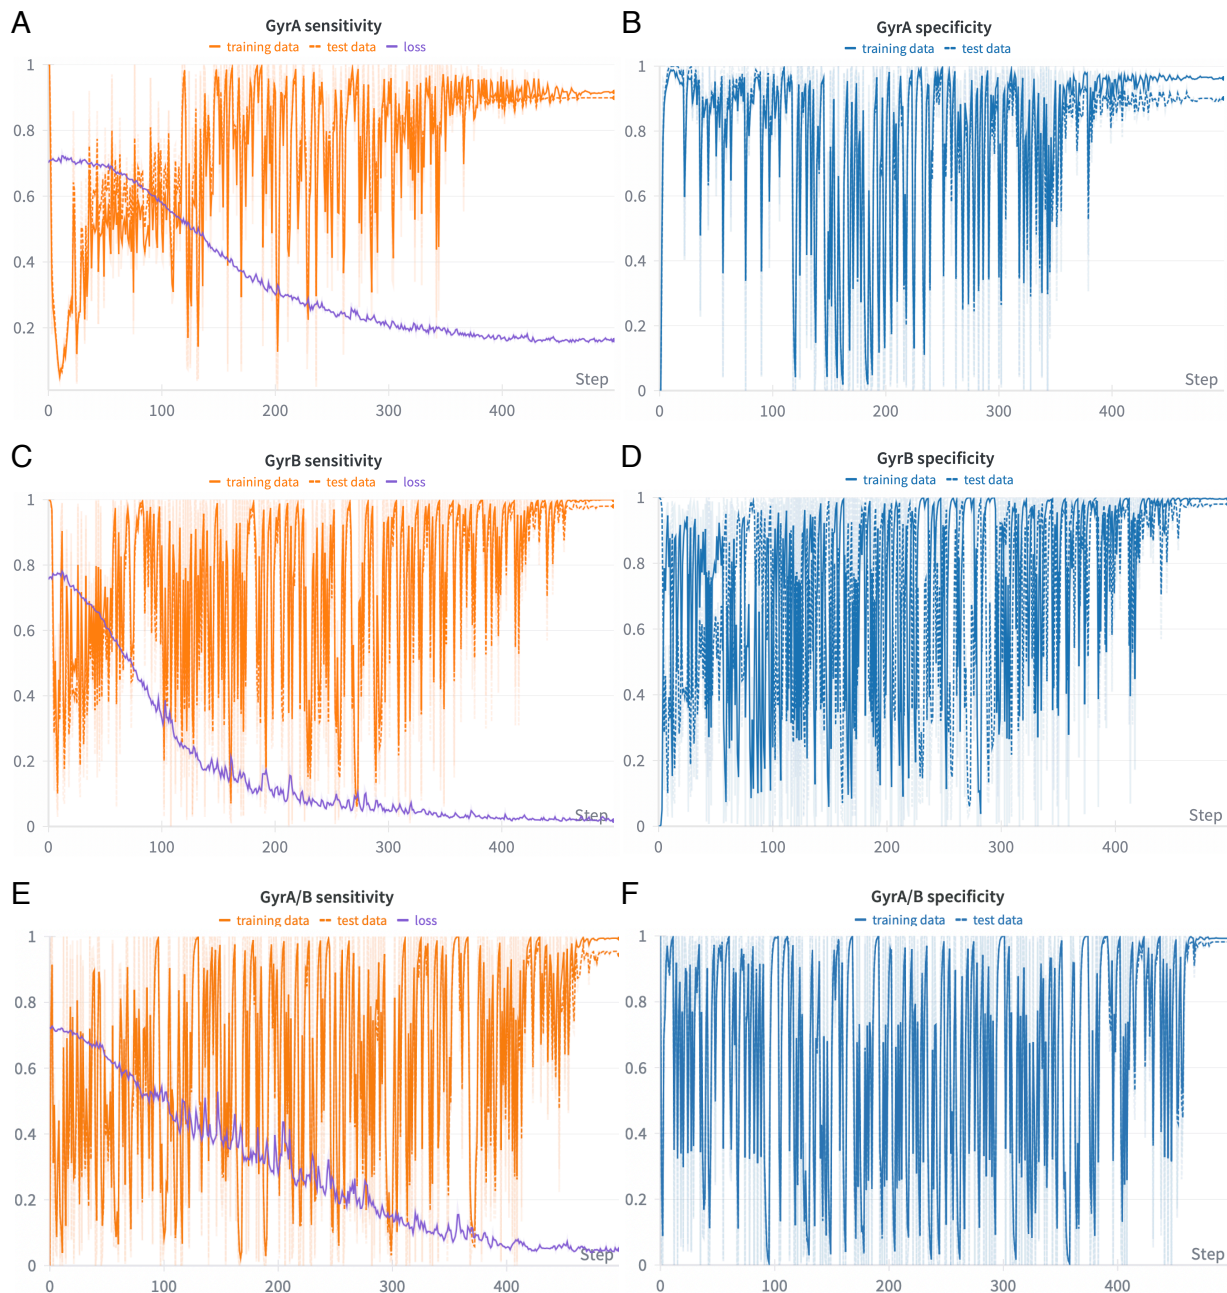 A
GyrA sensitivity
training data test data loss
1
0.8
0.6
0.4
0.2
Step
0 100 200 300 400
B
GyrA specificity
training data test data
1
0.8
0.6
0.4
0.2
0
Step
0 100 200 300 400
C
GyrB sensitivity
training data test data loss
1
0.8
0.6
0.4
0.2
0
Step
0 100 200 300 400
D
GyrB specificity
training data test data
1
0.8
0.6
0.4
0.2
0
Step
0 100 200 300 400
E
GyrA/B sensitivity
training data test data loss
1
0.8
0.6
0.4
0.2
0
Step
0 100 200 300 400
F
GyrA/B specificity
training data test data
1
0.8
0.6
0.4
0.2
0
Step
0 100 200 300 400